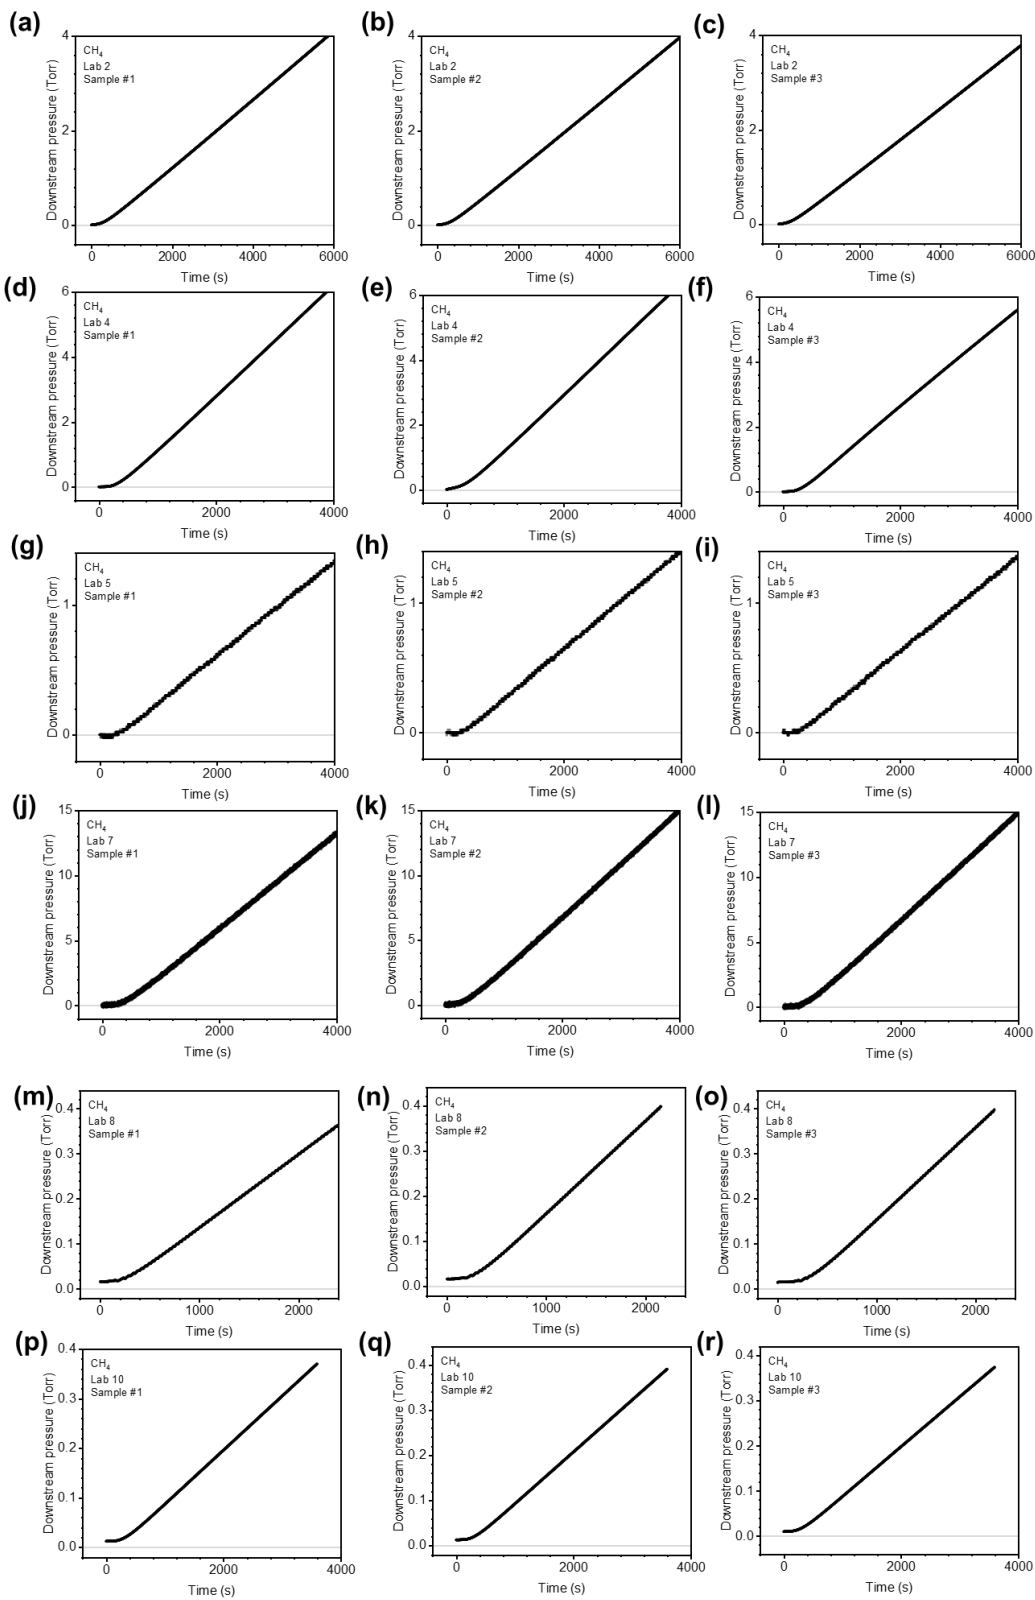 (a)
CH4
Lab 2
Sample #1
Downstream pressure (Torr)
4
2
0
0 2000 4000 6000
Time (s)
(b)
CH4
Lab 2
Sample #2
Downstream pressure (Torr)
4
2
0
0 2000 4000 6000
Time (s)
(c)
CH4
Lab 2
Sample #3
Downstream pressure (Torr)
4
2
0
0 2000 4000 6000
Time (s)
(d)
CH4
Lab 4
Sample #1
Downstream pressure (Torr)
6
4
2
0
0 2000 4000
Time (s)
(e)
CH4
Lab 4
Sample #2
Downstream pressure (Torr)
6
4
2
0
0 2000 4000
Time (s)
(f)
CH4
Lab 4
Sample #3
Downstream pressure (Torr)
6
4
2
0
0 2000 4000
Time (s)
(g)
CH4
Lab 5
Sample #1
Downstream pressure (Torr)
1
0
0 2000 4000
Time (s)
(h)
CH4
Lab 5
Sample #2
Downstream pressure (Torr)
1
0
0 2000 4000
Time (s)
(i)
CH4
Lab 5
Sample #3
Downstream pressure (Torr)
1
0
0 2000 4000
Time (s)
(j)
CH4
Lab 7
Sample #1
Downstream pressure (Torr)
15
10
5
0
0 2000 4000
Time (s)
(k)
CH4
Lab 7
Sample #2
Downstream pressure (Torr)
15
10
5
0
0 2000 4000
Time (s)
(l)
CH4
Lab 7
Sample #3
Downstream pressure (Torr)
15
10
5
0
0 2000 4000
Time (s)
(m)
CH4
Lab 8
Sample #1
Downstream pressure (Torr)
0.4
0.3
0.2
0.1
0.0
0 1000 2000
Time (s)
(n)
CH4
Lab 8
Sample #2
Downstream pressure (Torr)
0.4
0.3
0.2
0.1
0.0
0 1000 2000
Time (s)
(o)
CH4
Lab 8
Sample #3
Downstream pressure (Torr)
0.4
0.3
0.2
0.1
0.0
0 1000 2000
Time (s)
(p)
CH4
Lab 10
Sample #1
Downstream pressure (Torr)
0.4
0.3
0.2
0.1
0.0
0 2000 4000
Time (s)
(q)
CH4
Lab 10
Sample #2
Downstream pressure (Torr)
0.4
0.3
0.2
0.1
0.0
0 2000 4000
Time (s)
(r)
CH4
Lab 10
Sample #3
Downstream pressure (Torr)
0.4
0.3
0.2
0.1
0.0
0 2000 4000
Time (s)